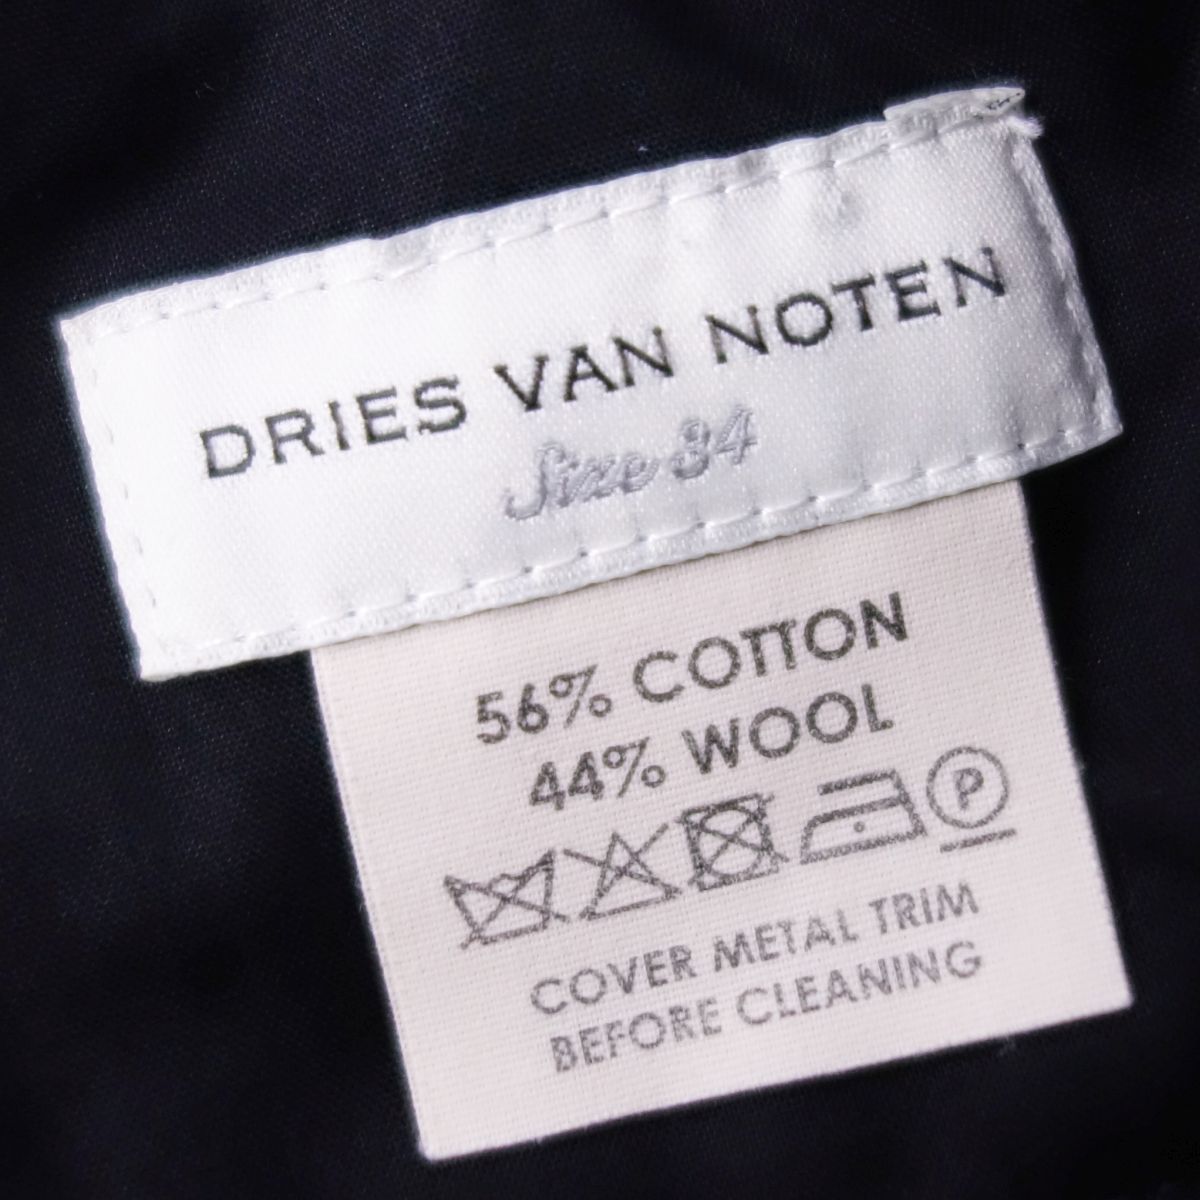 DRIES VAN NOTEN
Size 34
56% COTTON
44% WOOL
P
COVER METAL TRIM
BEFORE CLEANING